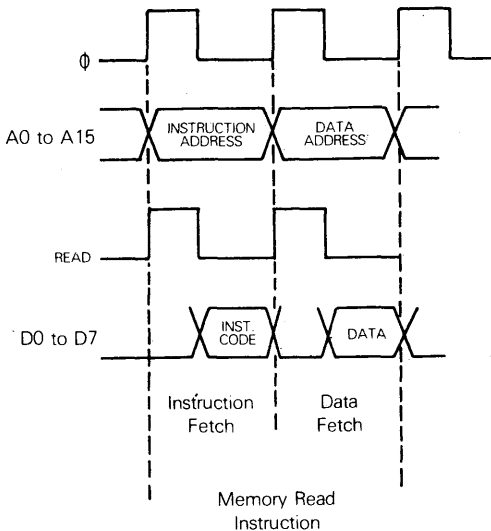 ϕ
A0 to A15
INSTRUCTION
ADDRESS
DATA
ADDRESS
READ
D0 to D7
INST.
CODE
DATA
Instruction
Fetch
Data
Fetch
Memory Read
Instruction